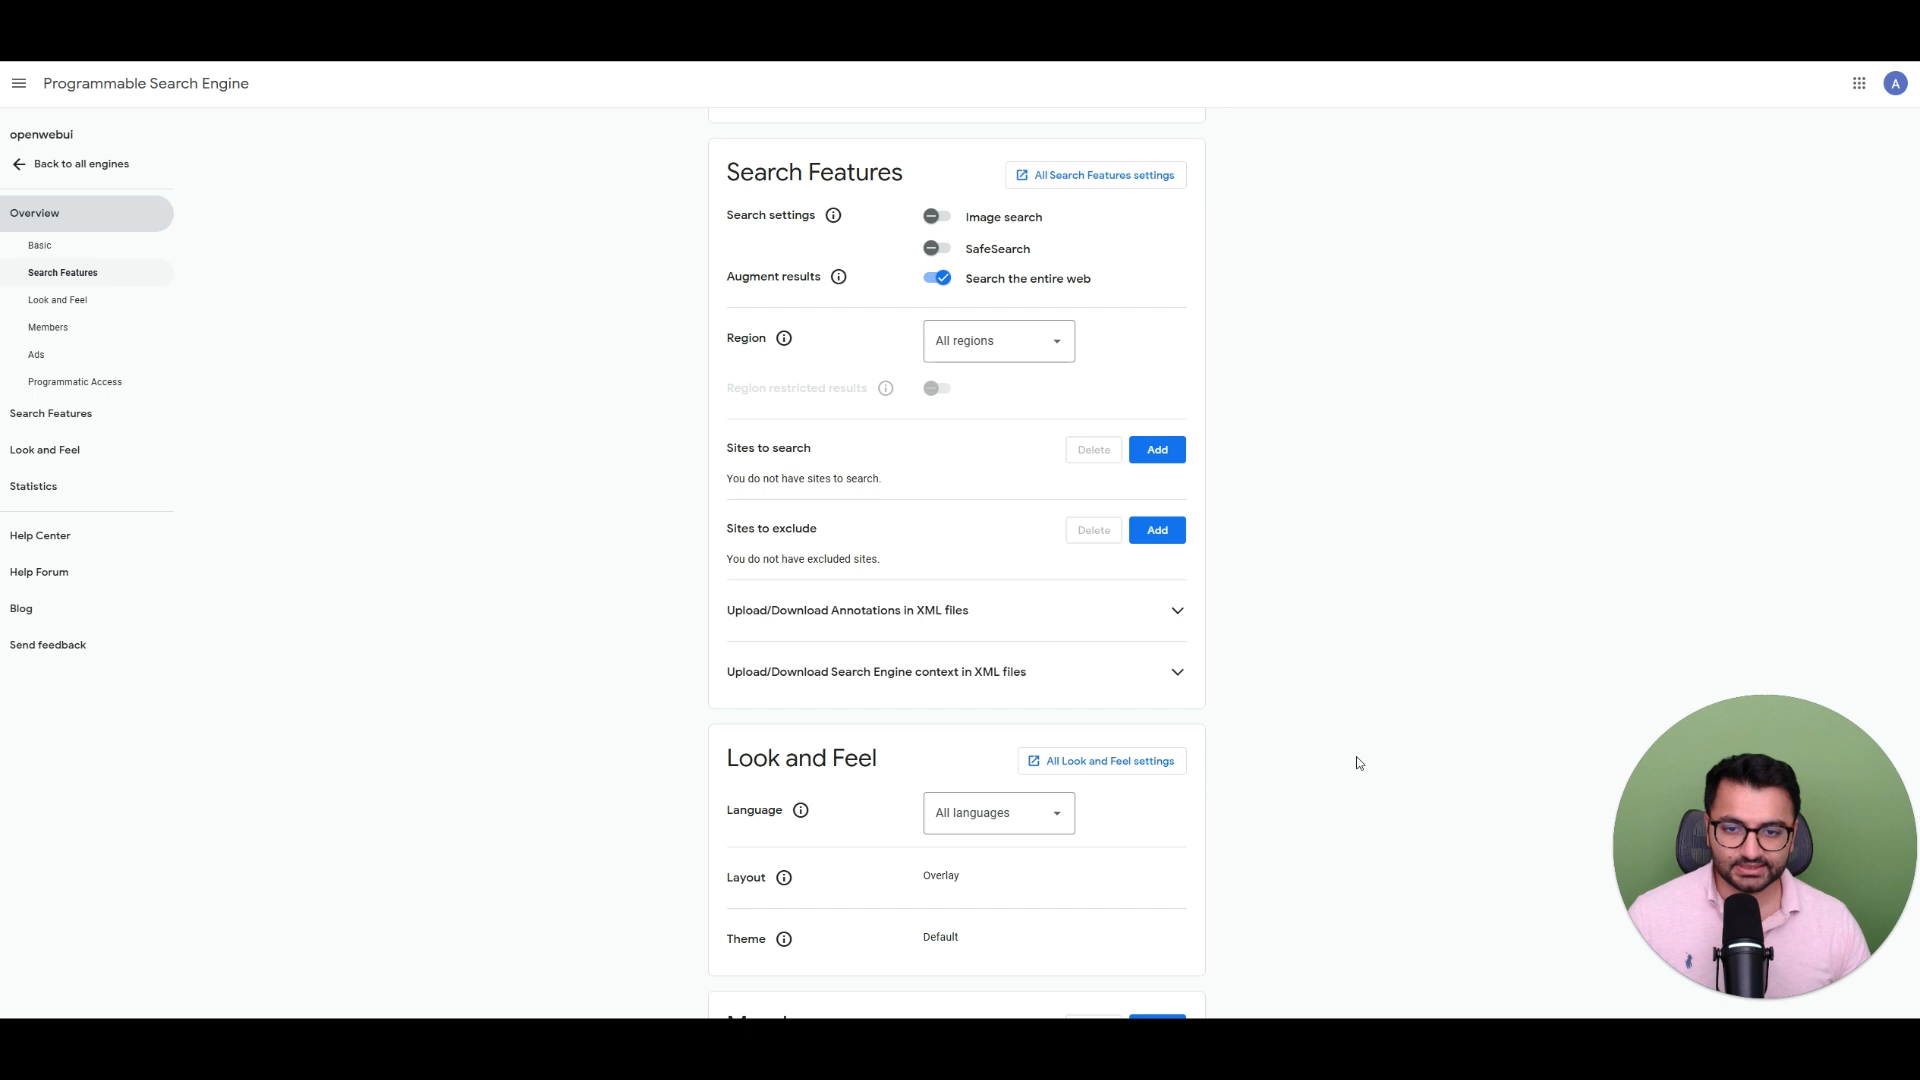 Programmable Search Engine
A
openwebui
Back to all engines
Overview
Basic
Search Features
Look and Feel
Members
Ads
Programmatic Access
Search Features
Look and Feel
Statistics
Help Center
Help Forum
Blog
Send feedback
Search Features
All Search Features settings
Search settings
Image search
SafeSearch
Augment results
Search the entire web
Region
All regions
Region restricted results
Sites to search
Delete
Add
You do not have sites to search.
Sites to exclude
Delete
Add
You do not have excluded sites.
Upload/Download Annotations in XML files
Upload/Download Search Engine context in XML files
Look and Feel
All Look and Feel settings
Language
All languages
Layout
Overlay
Theme
Default